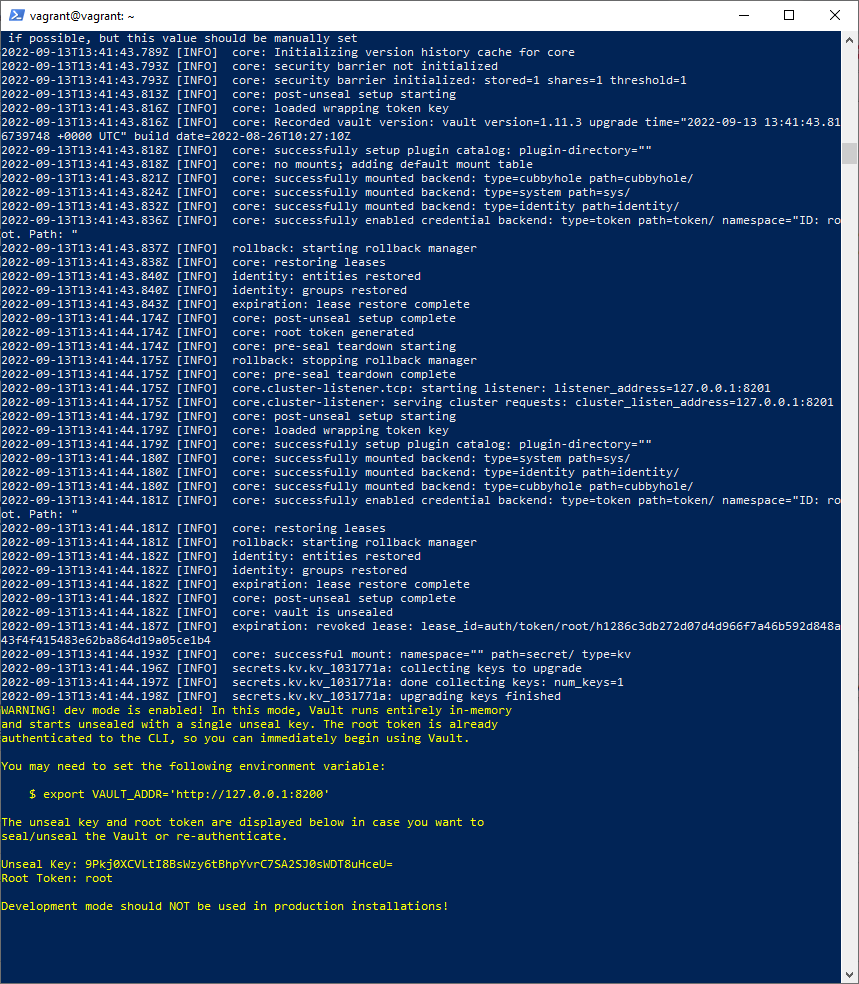 vagrant@vagrant: ~
 if possible, but this value should be manually set
2022-09-13T13:41:43.789Z [INFO]  core: Initializing version history cache for core
2022-09-13T13:41:43.793Z [INFO]  core: security barrier not initialized
2022-09-13T13:41:43.793Z [INFO]  core: security barrier initialized: stored=1 shares=1 threshold=1
2022-09-13T13:41:43.813Z [INFO]  core: post-unseal setup starting
2022-09-13T13:41:43.816Z [INFO]  core: loaded wrapping token key
2022-09-13T13:41:43.816Z [INFO]  core: Recorded vault version: vault version=1.11.3 upgrade time="2022-09-13 13:41:43.81
6739748 +0000 UTC" build date=2022-08-26T10:27:10Z
2022-09-13T13:41:43.818Z [INFO]  core: successfully setup plugin catalog: plugin-directory=""
2022-09-13T13:41:43.818Z [INFO]  core: no mounts; adding default mount table
2022-09-13T13:41:43.821Z [INFO]  core: successfully mounted backend: type=cubbyhole path=cubbyhole/
2022-09-13T13:41:43.824Z [INFO]  core: successfully mounted backend: type=system path=sys/
2022-09-13T13:41:43.832Z [INFO]  core: successfully mounted backend: type=identity path=identity/
2022-09-13T13:41:43.836Z [INFO]  core: successfully enabled credential backend: type=token path=token/ namespace="ID: ro
ot. Path: "
2022-09-13T13:41:43.837Z [INFO]  rollback: starting rollback manager
2022-09-13T13:41:43.838Z [INFO]  core: restoring leases
2022-09-13T13:41:43.840Z [INFO]  identity: entities restored
2022-09-13T13:41:43.840Z [INFO]  identity: groups restored
2022-09-13T13:41:43.843Z [INFO]  expiration: lease restore complete
2022-09-13T13:41:44.174Z [INFO]  core: post-unseal setup complete
2022-09-13T13:41:44.174Z [INFO]  core: root token generated
2022-09-13T13:41:44.174Z [INFO]  core: pre-seal teardown starting
2022-09-13T13:41:44.175Z [INFO]  rollback: stopping rollback manager
2022-09-13T13:41:44.175Z [INFO]  core: pre-seal teardown complete
2022-09-13T13:41:44.175Z [INFO]  core.cluster-listener.tcp: starting listener: listener_address=127.0.0.1:8201
2022-09-13T13:41:44.175Z [INFO]  core.cluster-listener: serving cluster requests: cluster_listen_address=127.0.0.1:8201
2022-09-13T13:41:44.179Z [INFO]  core: post-unseal setup starting
2022-09-13T13:41:44.179Z [INFO]  core: loaded wrapping token key
2022-09-13T13:41:44.179Z [INFO]  core: successfully setup plugin catalog: plugin-directory=""
2022-09-13T13:41:44.180Z [INFO]  core: successfully mounted backend: type=system path=sys/
2022-09-13T13:41:44.180Z [INFO]  core: successfully mounted backend: type=identity path=identity/
2022-09-13T13:41:44.180Z [INFO]  core: successfully mounted backend: type=cubbyhole path=cubbyhole/
2022-09-13T13:41:44.181Z [INFO]  core: successfully enabled credential backend: type=token path=token/ namespace="ID: ro
ot. Path: "
2022-09-13T13:41:44.181Z [INFO]  core: restoring leases
2022-09-13T13:41:44.181Z [INFO]  rollback: starting rollback manager
2022-09-13T13:41:44.182Z [INFO]  identity: entities restored
2022-09-13T13:41:44.182Z [INFO]  identity: groups restored
2022-09-13T13:41:44.182Z [INFO]  expiration: lease restore complete
2022-09-13T13:41:44.182Z [INFO]  core: post-unseal setup complete
2022-09-13T13:41:44.182Z [INFO]  core: vault is unsealed
2022-09-13T13:41:44.187Z [INFO]  expiration: revoked lease: lease_id=auth/token/root/h1286c3db272d07d4d966f7a46b592d848a
43f4f415483e62ba864d19a05ce1b4
2022-09-13T13:41:44.193Z [INFO]  core: successful mount: namespace="" path=secret/ type=kv
2022-09-13T13:41:44.196Z [INFO]  secrets.kv.kv_1031771a: collecting keys to upgrade
2022-09-13T13:41:44.197Z [INFO]  secrets.kv.kv_1031771a: done collecting keys: num_keys=1
2022-09-13T13:41:44.198Z [INFO]  secrets.kv.kv_1031771a: upgrading keys finished
WARNING! dev mode is enabled! In this mode, Vault runs entirely in-memory
and starts unsealed with a single unseal key. The root token is already
authenticated to the CLI, so you can immediately begin using Vault.

You may need to set the following environment variable:

    $ export VAULT_ADDR='http://127.0.0.1:8200'

The unseal key and root token are displayed below in case you want to
seal/unseal the Vault or re-authenticate.

Unseal Key: 9Pkj0XCVLtI8BsWzy6tBhpYvrC7SA2SJ0sWDT8uHceU=
Root Token: root

Development mode should NOT be used in production installations!